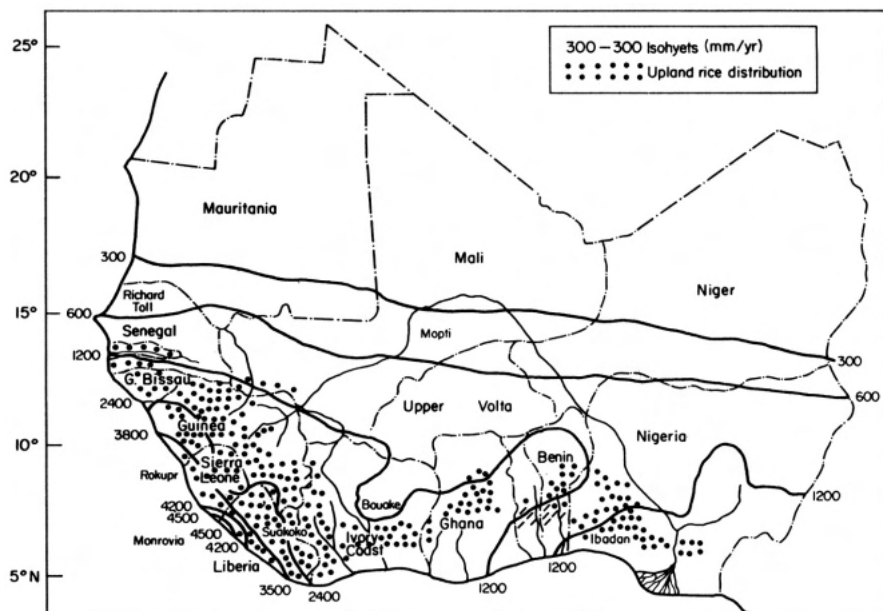 25°
20°
15°
10°
5°N
300–300 Isohyets (mm/yr)
Upland rice distribution
Mauritania
Mali
Niger
300
Richard
Toll
600
Senegal
Mopti
1200
300
G. Bissau
600
2400
Upper Volta
Guinea
Nigeria
3800
Benin
Sierra
Leone
Rokupr
Bouake
1200
4200
Ghana
4500
Suakoko
Ivory
Coast
Ibadan
4500
4200
Monrovia
Liberia
3500
2400
1200
1200